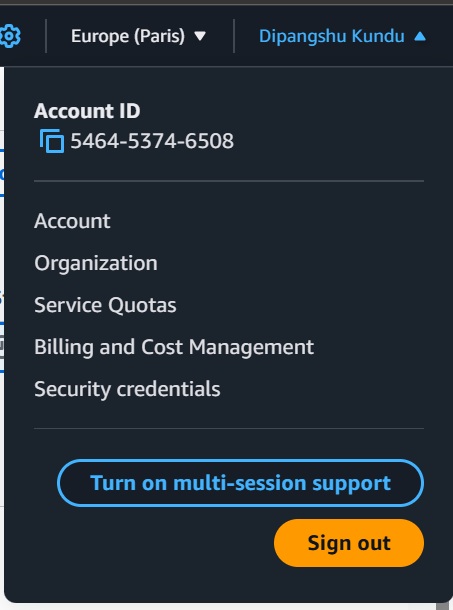 Europe (Paris) ▼ Dipangshu Kundu ▲
Account ID
5464-5374-6508
Account
Organization
Service Quotas
Billing and Cost Management
Security credentials
Turn on multi-session support
Sign out